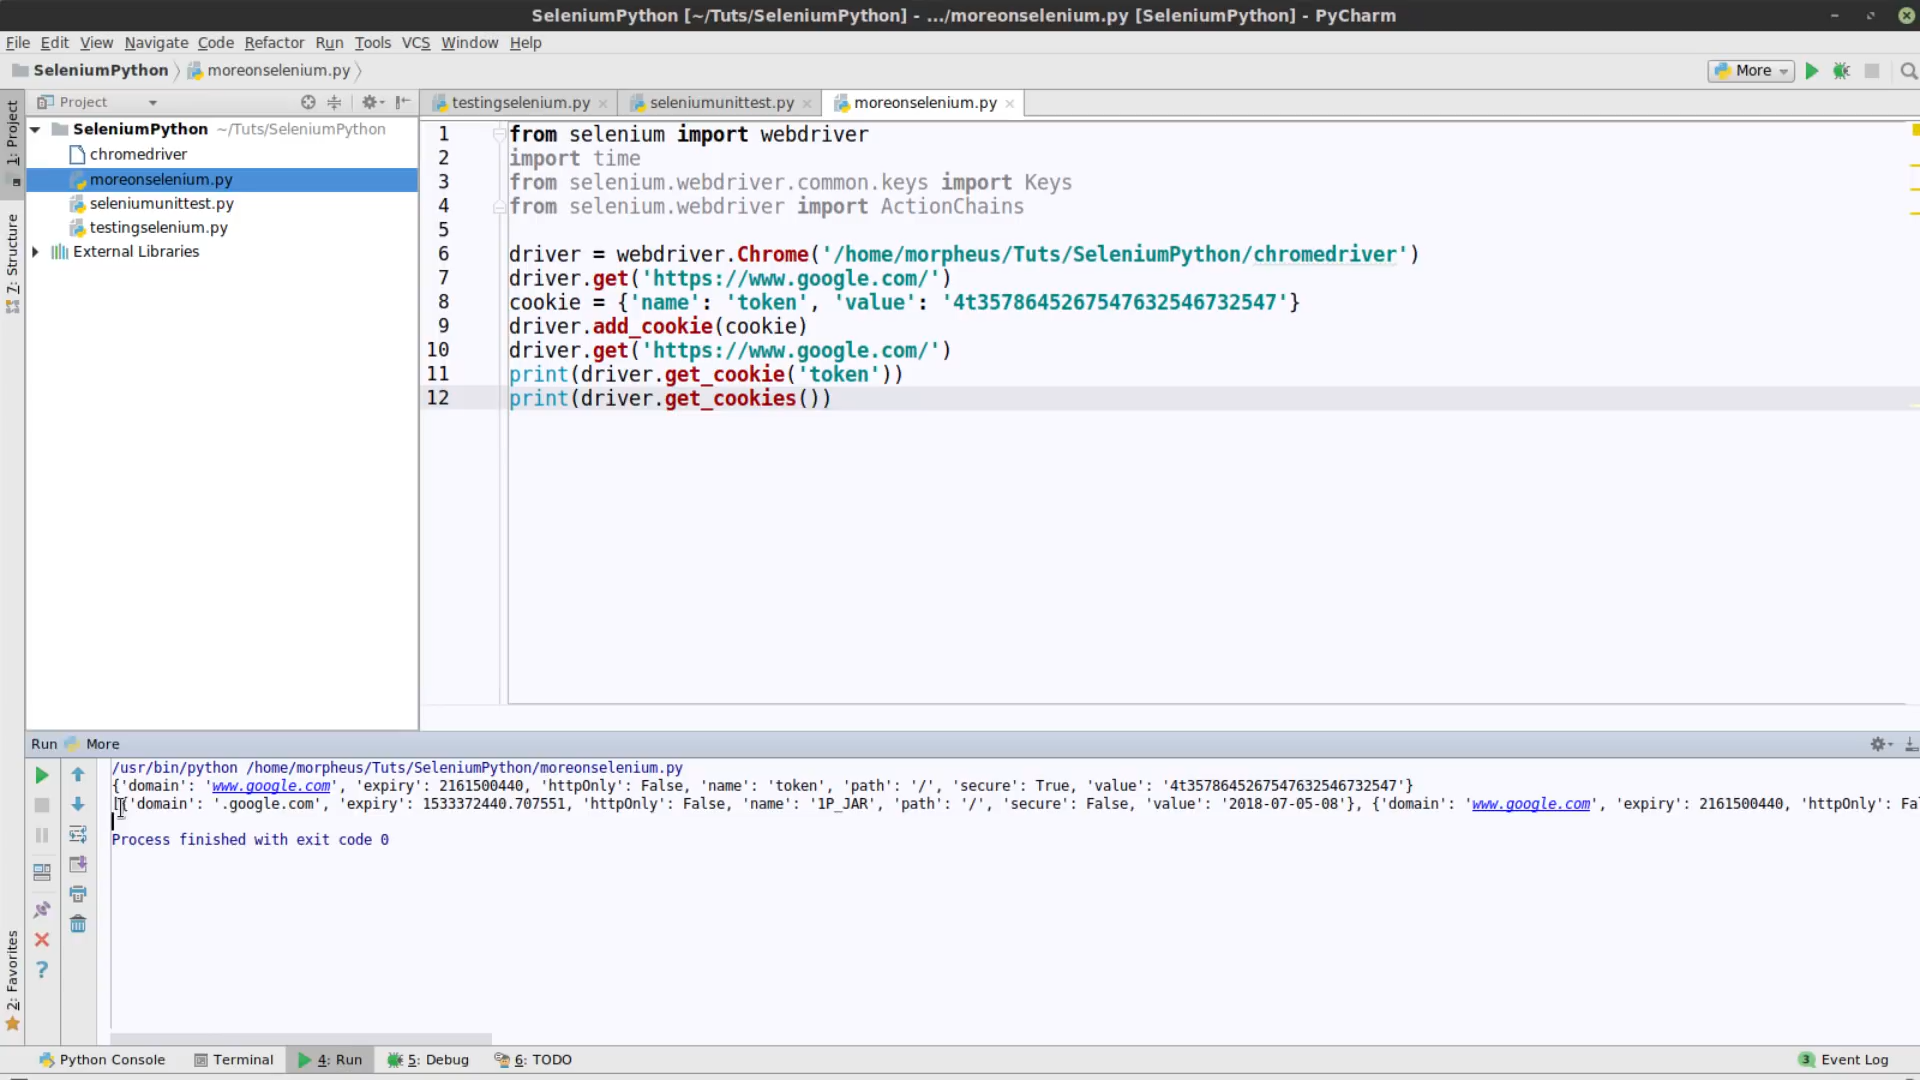 SeleniumPython [~/Tuts/SeleniumPython] - .../moreonselenium.py [SeleniumPython] - PyCharm
File Edit View Navigate Code Refactor Run Tools VCS Window Help
SeleniumPython moreonselenium.py More
1: Project
7: Structure
2: Favorites
Project
SeleniumPython ~/Tuts/SeleniumPython
chromedriver
moreonselenium.py
seleniumunittest.py
testingselenium.py
External Libraries
testingselenium.py seleniumunittest.py moreonselenium.py
1 from selenium import webdriver
2 import time
3 from selenium.webdriver.common.keys import Keys
4 from selenium.webdriver import ActionChains
5
6 driver = webdriver.Chrome('/home/morpheus/Tuts/SeleniumPython/chromedriver')
7 driver.get('https://www.google.com/')
8 cookie = {'name': 'token', 'value': '4t3578645267547632546732547'}
9 driver.add_cookie(cookie)
10 driver.get('https://www.google.com/')
11 print(driver.get_cookie('token'))
12 print(driver.get_cookies())
Run More
/usr/bin/python /home/morpheus/Tuts/SeleniumPython/moreonselenium.py
{'domain': 'www.google.com', 'expiry': 2161500440, 'httpOnly': False, 'name': 'token', 'path': '/', 'secure': True, 'value': '4t3578645267547632546732547'}
[{'domain': '.google.com', 'expiry': 1533372440.707551, 'httpOnly': False, 'name': '1P_JAR', 'path': '/', 'secure': False, 'value': '2018-07-05-08'}, {'domain': 'www.google.com', 'expiry': 2161500440, 'httpOnly': Fa
Process finished with exit code 0
Python Console Terminal 4: Run 5: Debug 6: TODO 3 Event Log